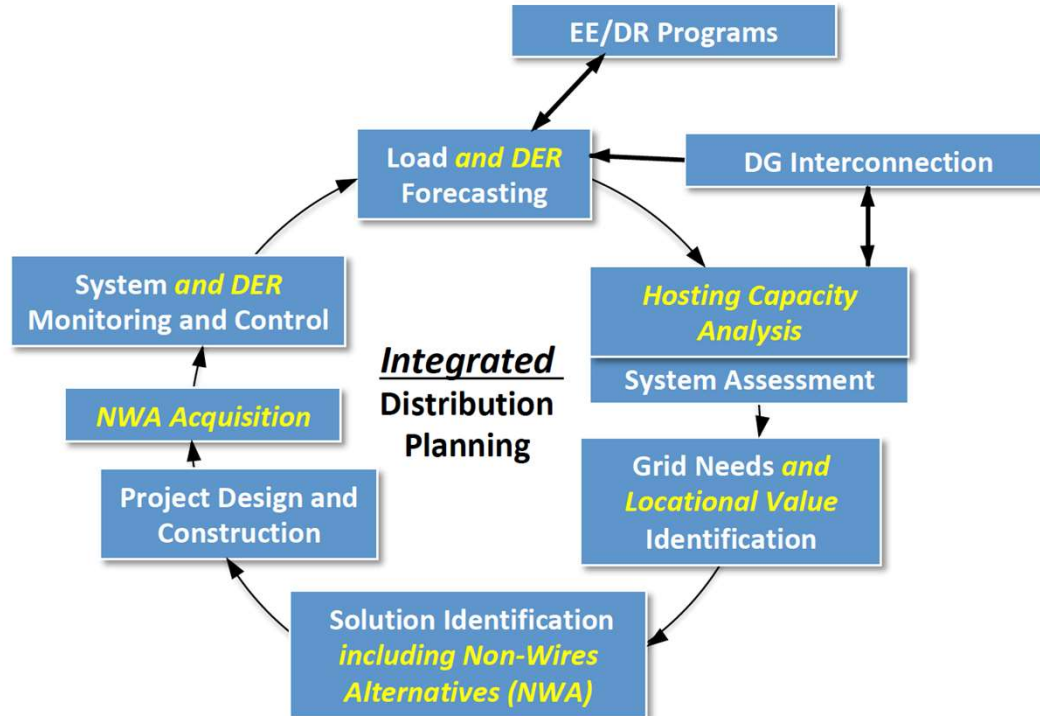 EE/DR Programs
Load and DER
Forecasting
DG Interconnection
System and DER
Monitoring and Control
Hosting Capacity
Analysis
System Assessment
Integrated
Distribution
Planning
NWA Acquisition
Grid Needs and
Locational Value
Identification
Project Design and
Construction
Solution Identification
including Non-Wires
Alternatives (NWA)